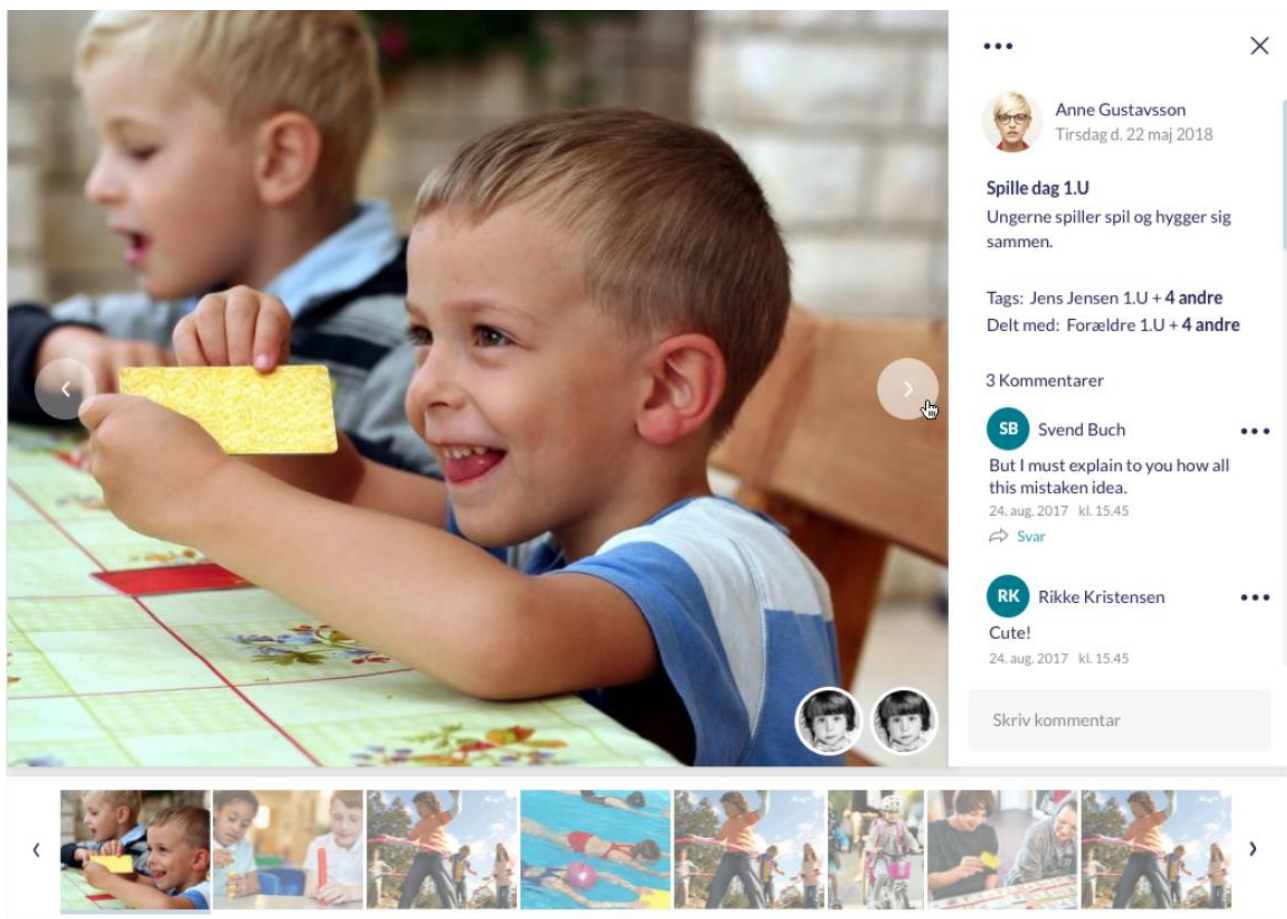 Anne Gustavsson
Tirsdag d. 22 maj 2018
Spille dag 1.U
Ungerne spiller spil og hygger sig
sammen.
Tags: Jens Jensen 1.U + 4 andre
Delt med: Forældre 1.U + 4 andre
3 Kommentarer
SB Svend Buch
But I must explain to you how all
this mistaken idea.
24. aug. 2017 kl. 15.45
Svar
RK Rikke Kristensen
Cute!
24. aug. 2017 kl. 15.45
Skriv kommentar